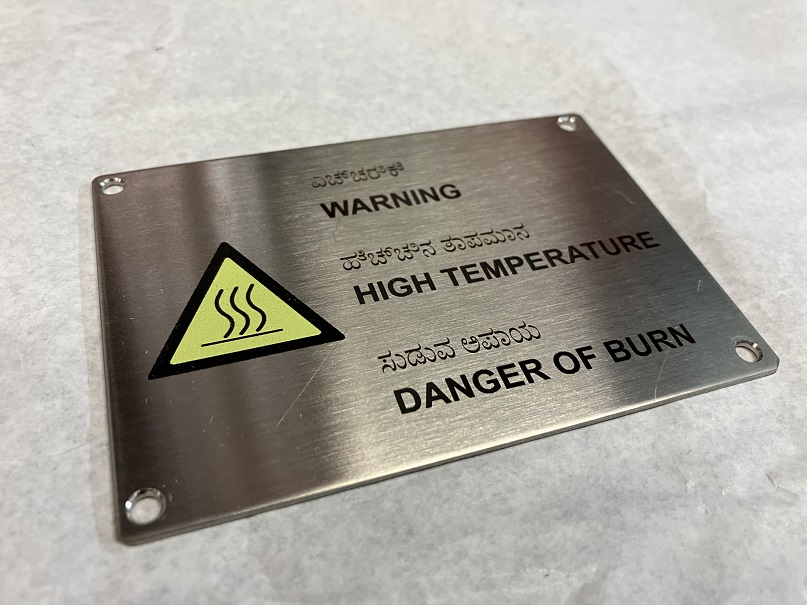 ಎಚ್‌ಚರಿಕೆ
WARNING
ಹೆಚ್‌ಚಿನ ತಾಪಮಾನ
HIGH TEMPERATURE
ಸುಡುವ ಅಪಾಯ
DANGER OF BURN